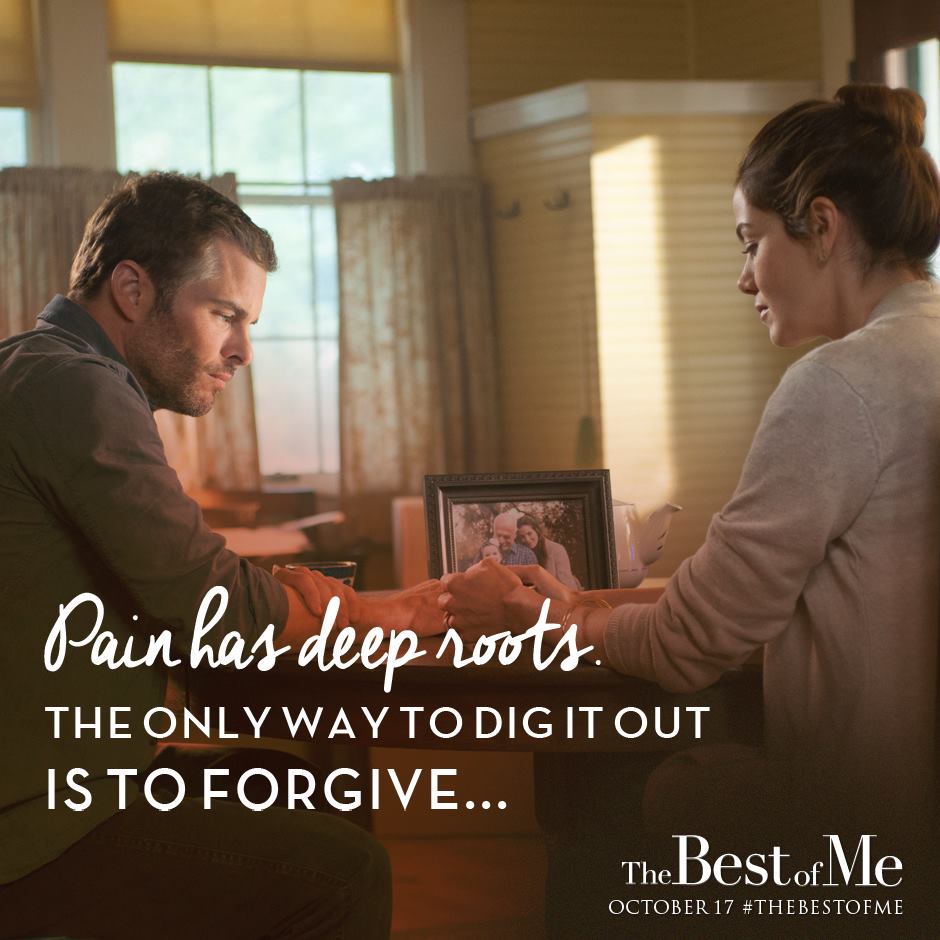 Pain has deep roots.
THE ONLY WAY TO DIG IT OUT
IS TO FORGIVE...
The Best of Me
OCTOBER 17 #THEBESTOFME